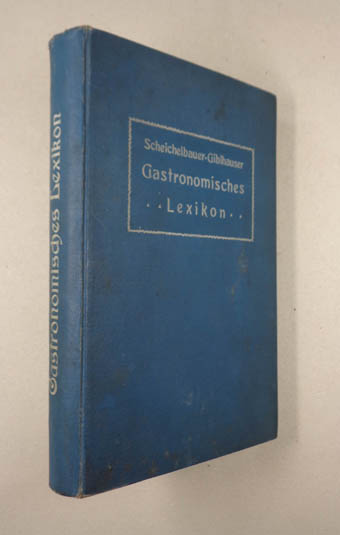 Gastronomisches Lexikon
Scheichelbauer-Giblhauser
Gastronomisches
··Lexikon··